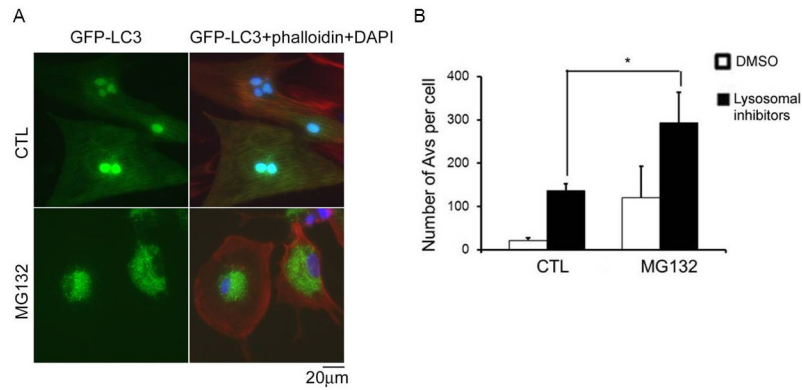 A
GFP-LC3
GFP-LC3+phalloidin+DAPI
CTL
MG132
20μm
B
Number of Avs per cell
400
300
200
100
0
CTL
MG132
*
DMSO
Lysosomal
inhibitors